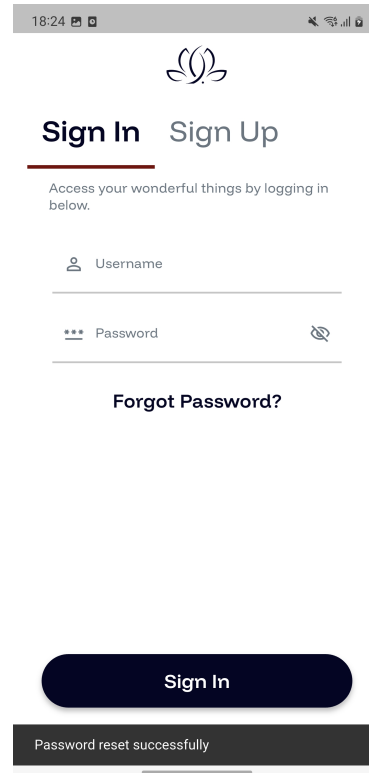 18:24
Sign In Sign Up
Access your wonderful things by logging in
below.
Username
*** Password
Forgot Password?
Sign In
Password reset successfully